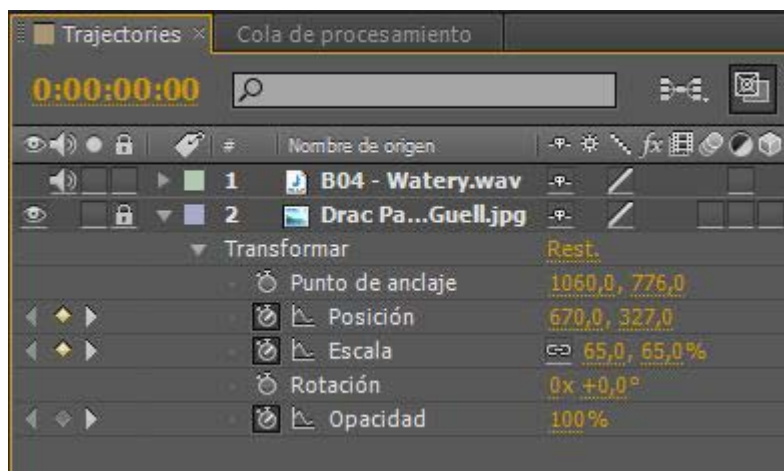 Trajectories × Cola de procesamiento
0:00:00:00
# Nombre de origen fx
1 B04 - Watery.wav
2 Drac Pa...Guell.jpg
Transformar Rest.
Punto de anclaje 1060,0, 776,0
Posición 670,0, 327,0
Escala 65,0, 65,0%
Rotación 0x +0,0°
Opacidad 100%